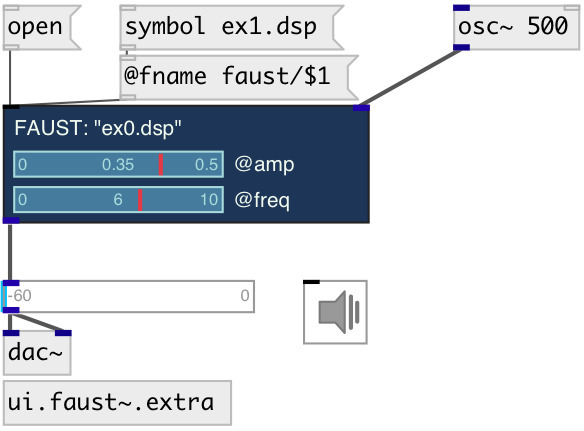 open
symbol ex1.dsp
osc~ 500
@fname faust/$1
FAUST: "ex0.dsp"
0 0.35 0.5 @amp
0 6 10 @freq
-60 0
dac~
ui.faust~.extra